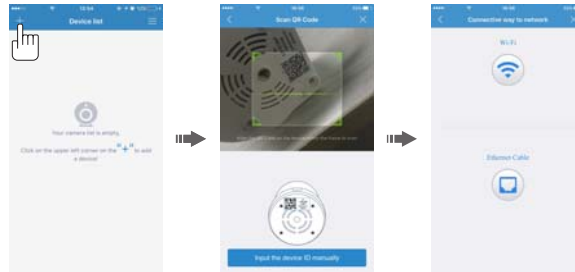 Device list
Your camera list is empty,
Click on the upper left corner on the "+" to add
a device!
Scan QR Code
Input the device ID manually
Connective way to network
Wi-Fi
Ethernet Cable